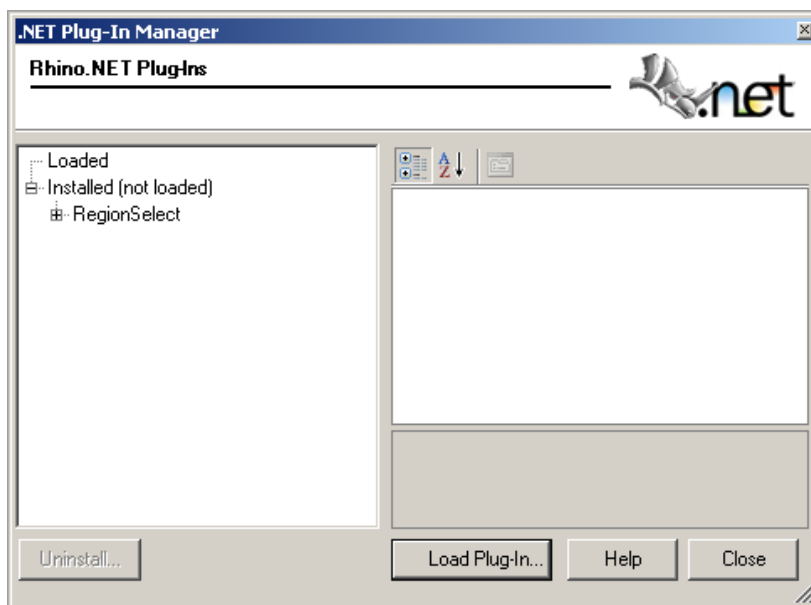 .NET Plug-In Manager
Rhino.NET Plug-Ins
.net
Loaded
Installed (not loaded)
RegionSelect
A
Z
Uninstall...
Load Plug-In...
Help
Close